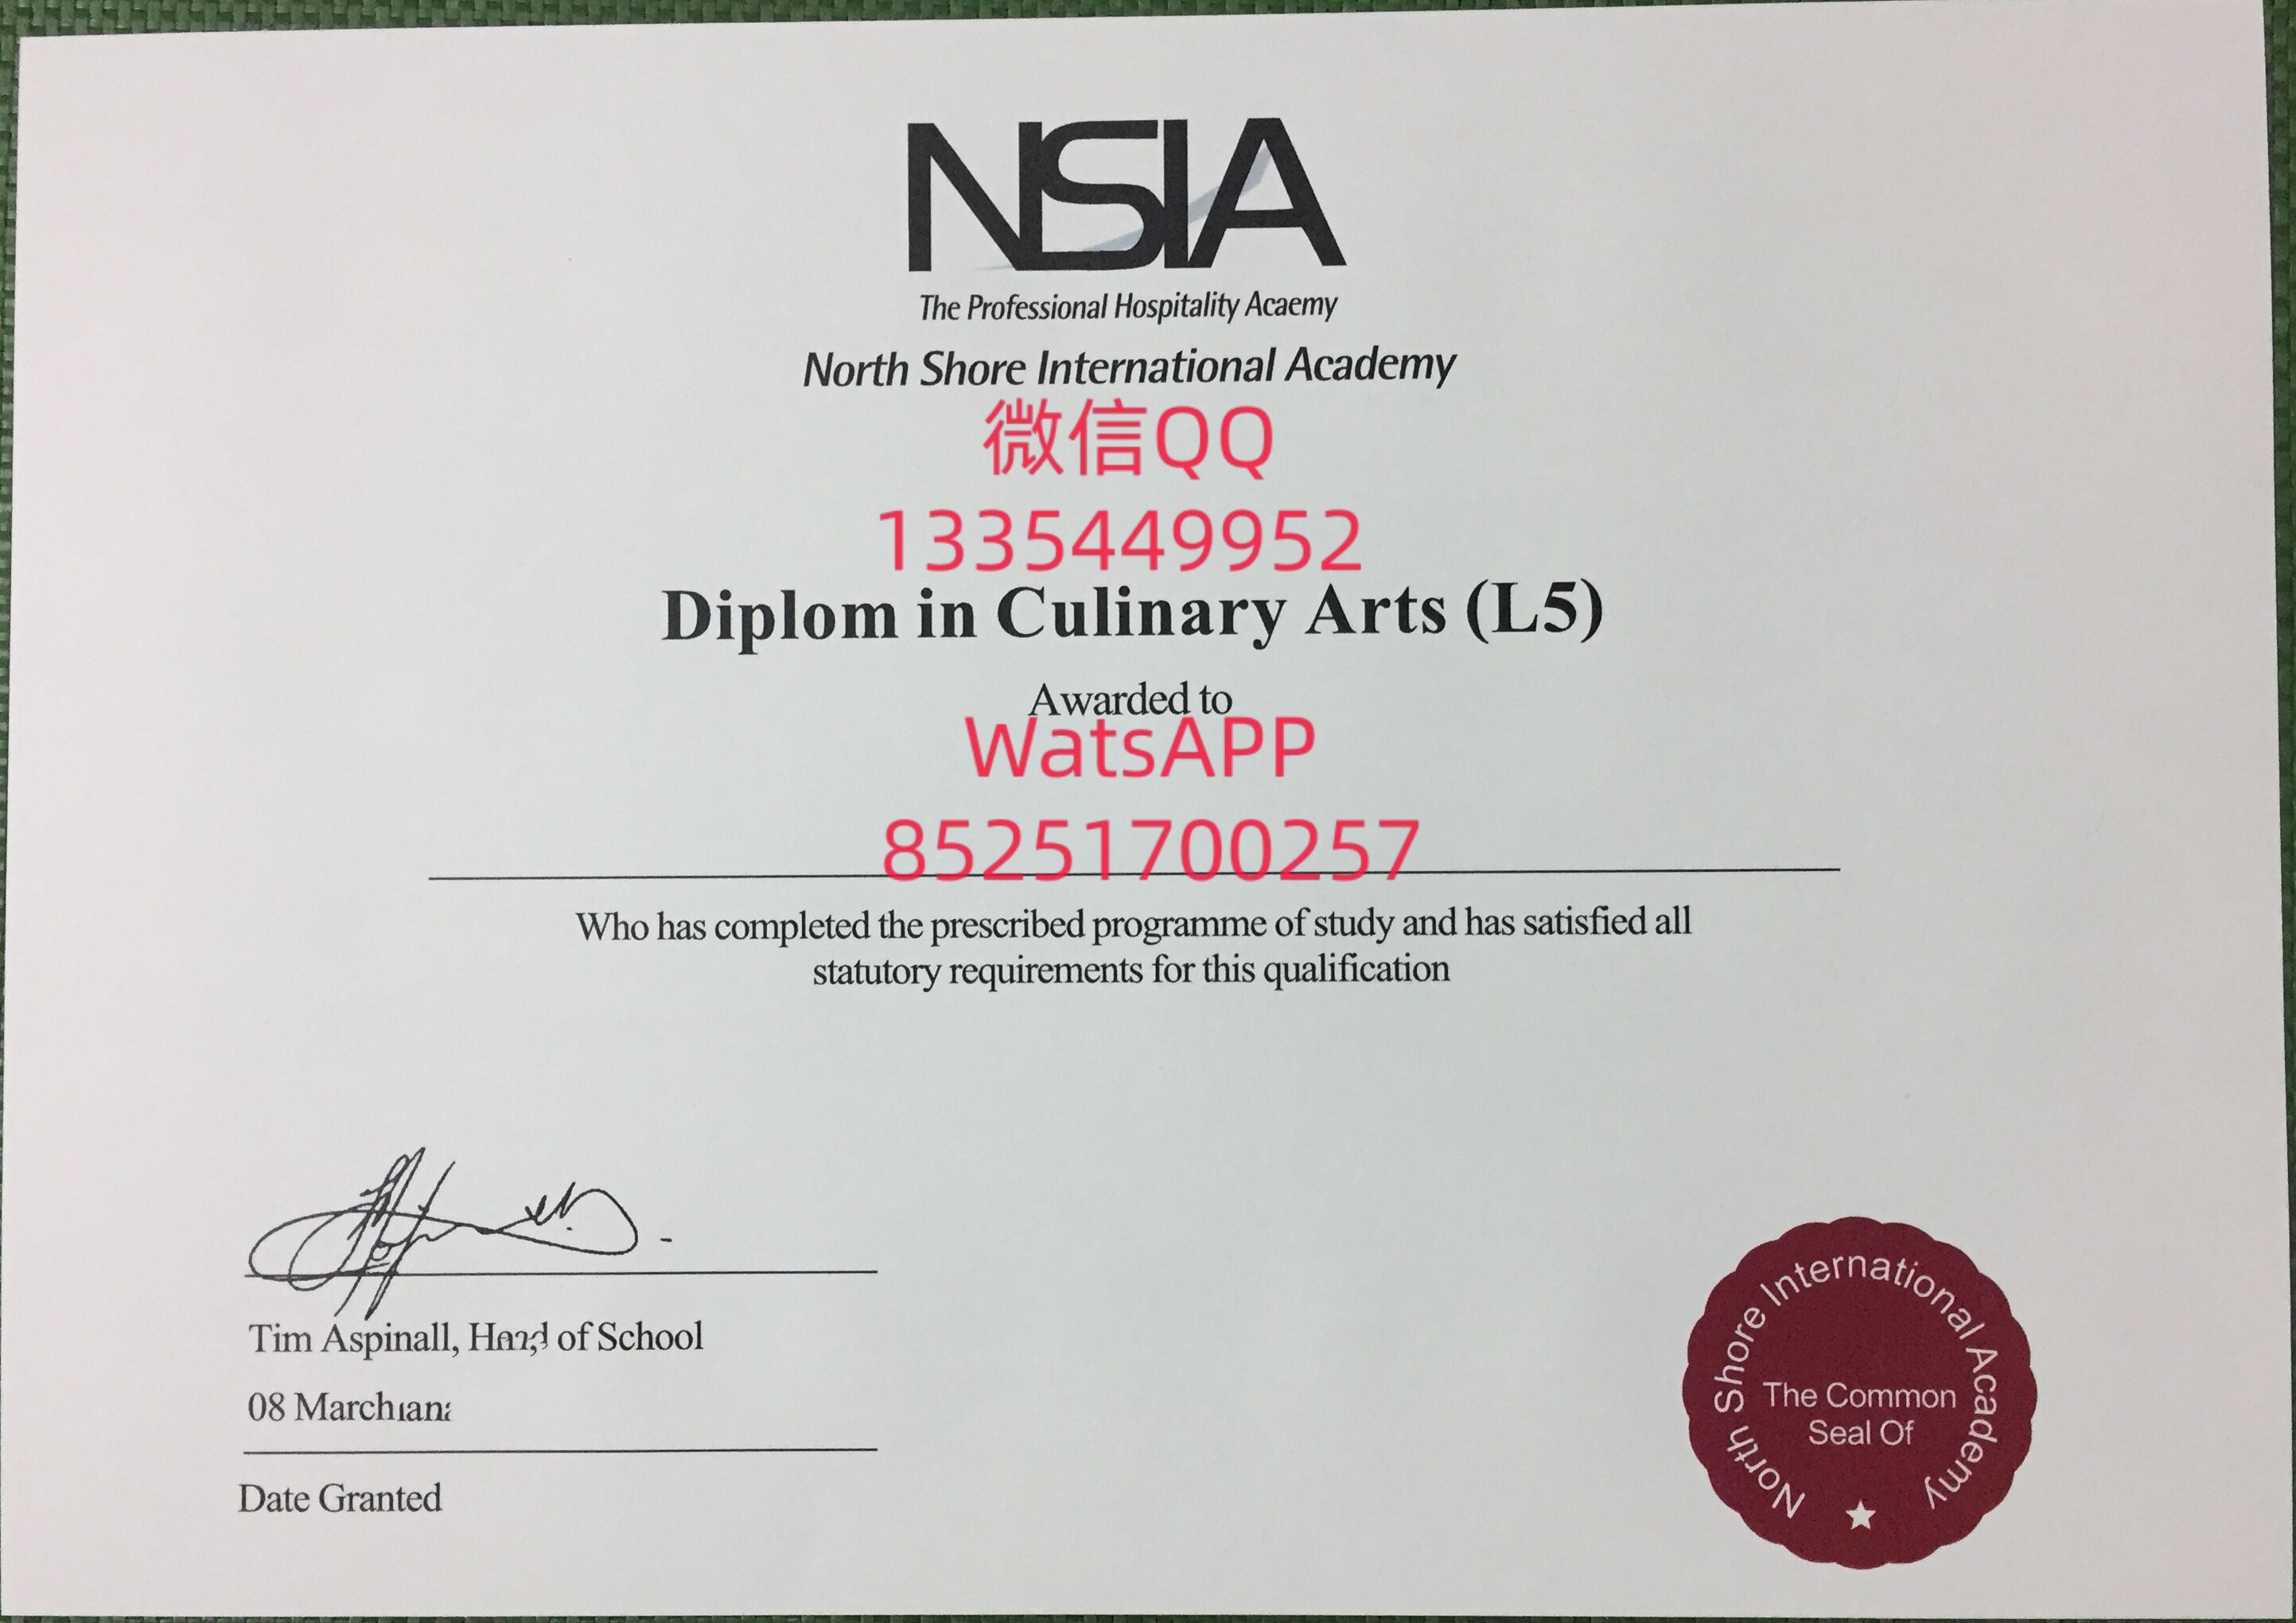 NSIA
The Professional Hospitality Acaemy
North Shore International Academy
微信QQ
1335449952
Diplom in Culinary Arts (L5)
Awarded to
WatsAPP
85251700257
Who has completed the prescribed programme of study and has satisfied all
statutory requirements for this qualification
Tim Aspinall, of School
08 March
Date Granted
North Shore International Academy
The Common
Seal Of